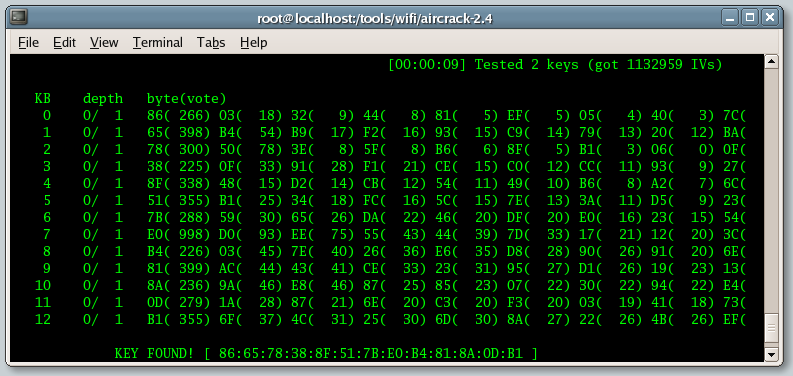 root@localhost:/tools/wifi/aircrack-2.4
File Edit View Terminal Tabs Help
[00:00:09] Tested 2 keys (got 1132959 IVs)
KB depth byte(vote)
0 0/ 1 86( 266) 03( 18) 32( 9) 44( 8) 81( 5) EF( 5) 05( 4) 40( 3) 7C(
1 0/ 1 65( 398) B4( 54) B9( 17) F2( 16) 93( 15) C9( 14) 79( 13) 20( 12) BA(
2 0/ 1 78( 300) 50( 78) 3E( 8) 5F( 8) B6( 6) 8F( 5) B1( 3) 06( 0) 0F(
3 0/ 1 38( 225) 0F( 33) 91( 28) F1( 21) CE( 15) C0( 12) CC( 11) 93( 9) 27(
4 0/ 1 8F( 338) 48( 15) D2( 14) CB( 12) 54( 11) 49( 10) B6( 8) A2( 7) 6C(
5 0/ 1 51( 355) B1( 25) 34( 18) FC( 16) 5C( 15) 7E( 13) 3A( 11) D5( 9) 23(
6 0/ 1 7B( 288) 59( 30) 65( 26) DA( 22) 46( 20) DF( 20) E0( 16) 23( 15) 54(
7 0/ 1 E0( 998) D0( 93) EE( 75) 55( 43) 44( 39) 7D( 33) 17( 21) 12( 20) 3C(
8 0/ 1 B4( 226) 03( 45) 7E( 40) 26( 36) E6( 35) D8( 28) 90( 26) 91( 20) 6E(
9 0/ 1 81( 399) AC( 44) 43( 41) CE( 33) 23( 31) 95( 27) D1( 26) 19( 23) 13(
10 0/ 1 8A( 236) 9A( 46) E8( 46) 87( 25) 85( 23) 07( 22) 30( 22) 94( 22) E4(
11 0/ 1 0D( 279) 1A( 28) 87( 21) 6E( 20) C3( 20) F3( 20) 03( 19) 41( 18) 73(
12 0/ 1 B1( 355) 6F( 37) 4C( 31) 25( 30) 6D( 30) 8A( 27) 22( 26) 4B( 26) EF(
KEY FOUND! [ 86:65:78:38:8F:51:7B:E0:B4:81:8A:0D:B1 ]